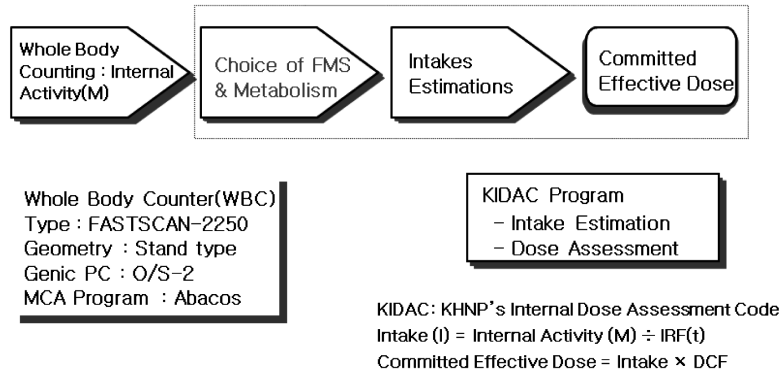 Whole Body
Counting : Internal
Activity(M)
Choice of FMS
& Metabolism
Intakes
Estimations
Committed
Effective Dose
Whole Body Counter(WBC)
Type : FASTSCAN-2250
Geometry : Stand type
Genic PC : O/S-2
MCA Program : Abacos
KIDAC Program
- Intake Estimation
- Dose Assessment
KIDAC: KHNP's Internal Dose Assessment Code
Intake (I) = Internal Activity (M) ÷ IRF(t)
Committed Effective Dose = Intake × DCF